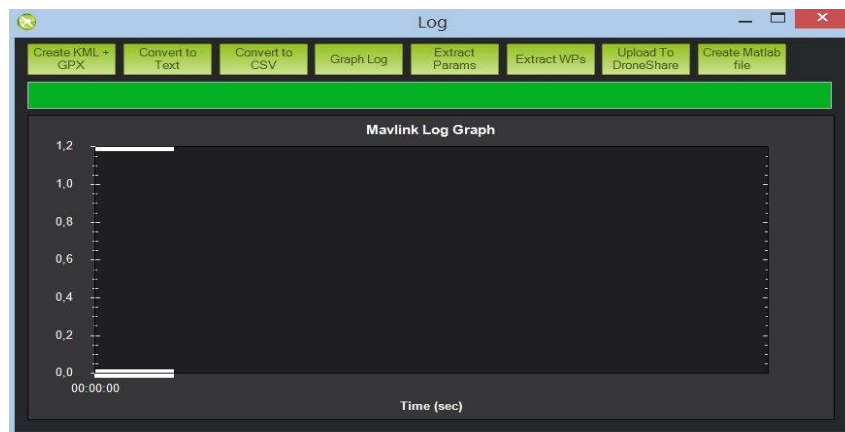 Log
Create KML +
GPX
Convert to
Text
Convert to
CSV
Graph Log
Extract
Params
Extract WPs
Upload To
DroneShare
Create Matlab
file
Mavlink Log Graph
1,2
1,0
0,8
0,6
0,4
0,2
0,0
00:00:00
Time (sec)